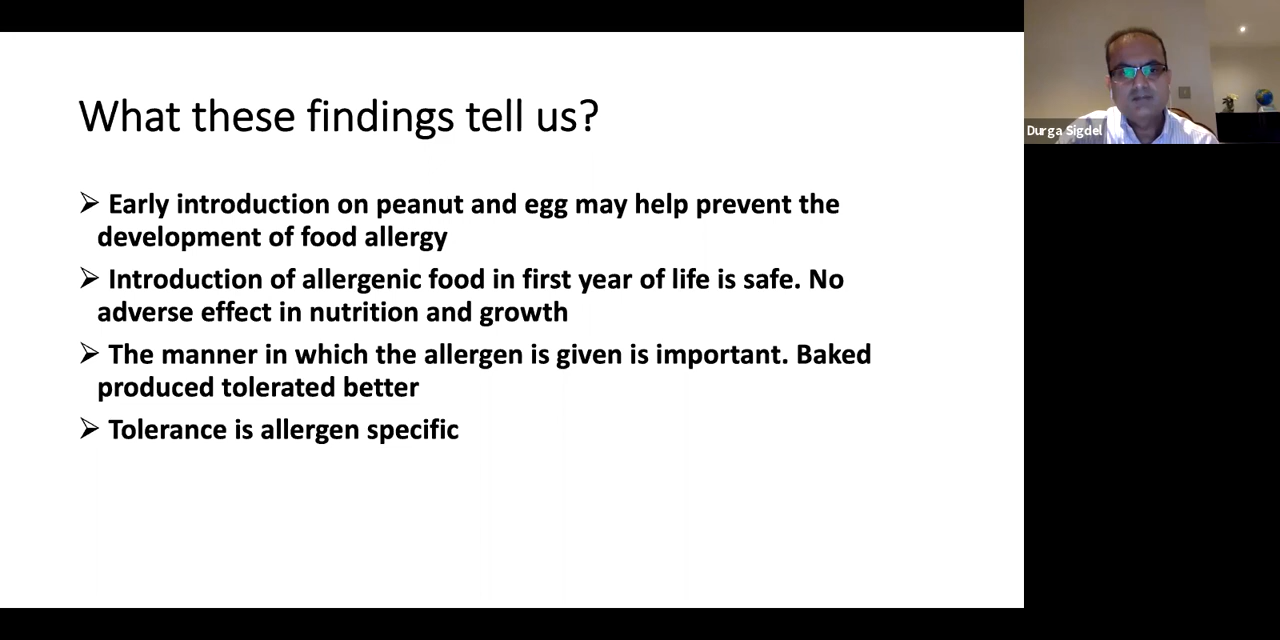 What these findings tell us?
➢ Early introduction on peanut and egg may help prevent the
development of food allergy
➢ Introduction of allergenic food in first year of life is safe. No
adverse effect in nutrition and growth
➢ The manner in which the allergen is given is important. Baked
produced tolerated better
➢ Tolerance is allergen specific
Durga Sigdel